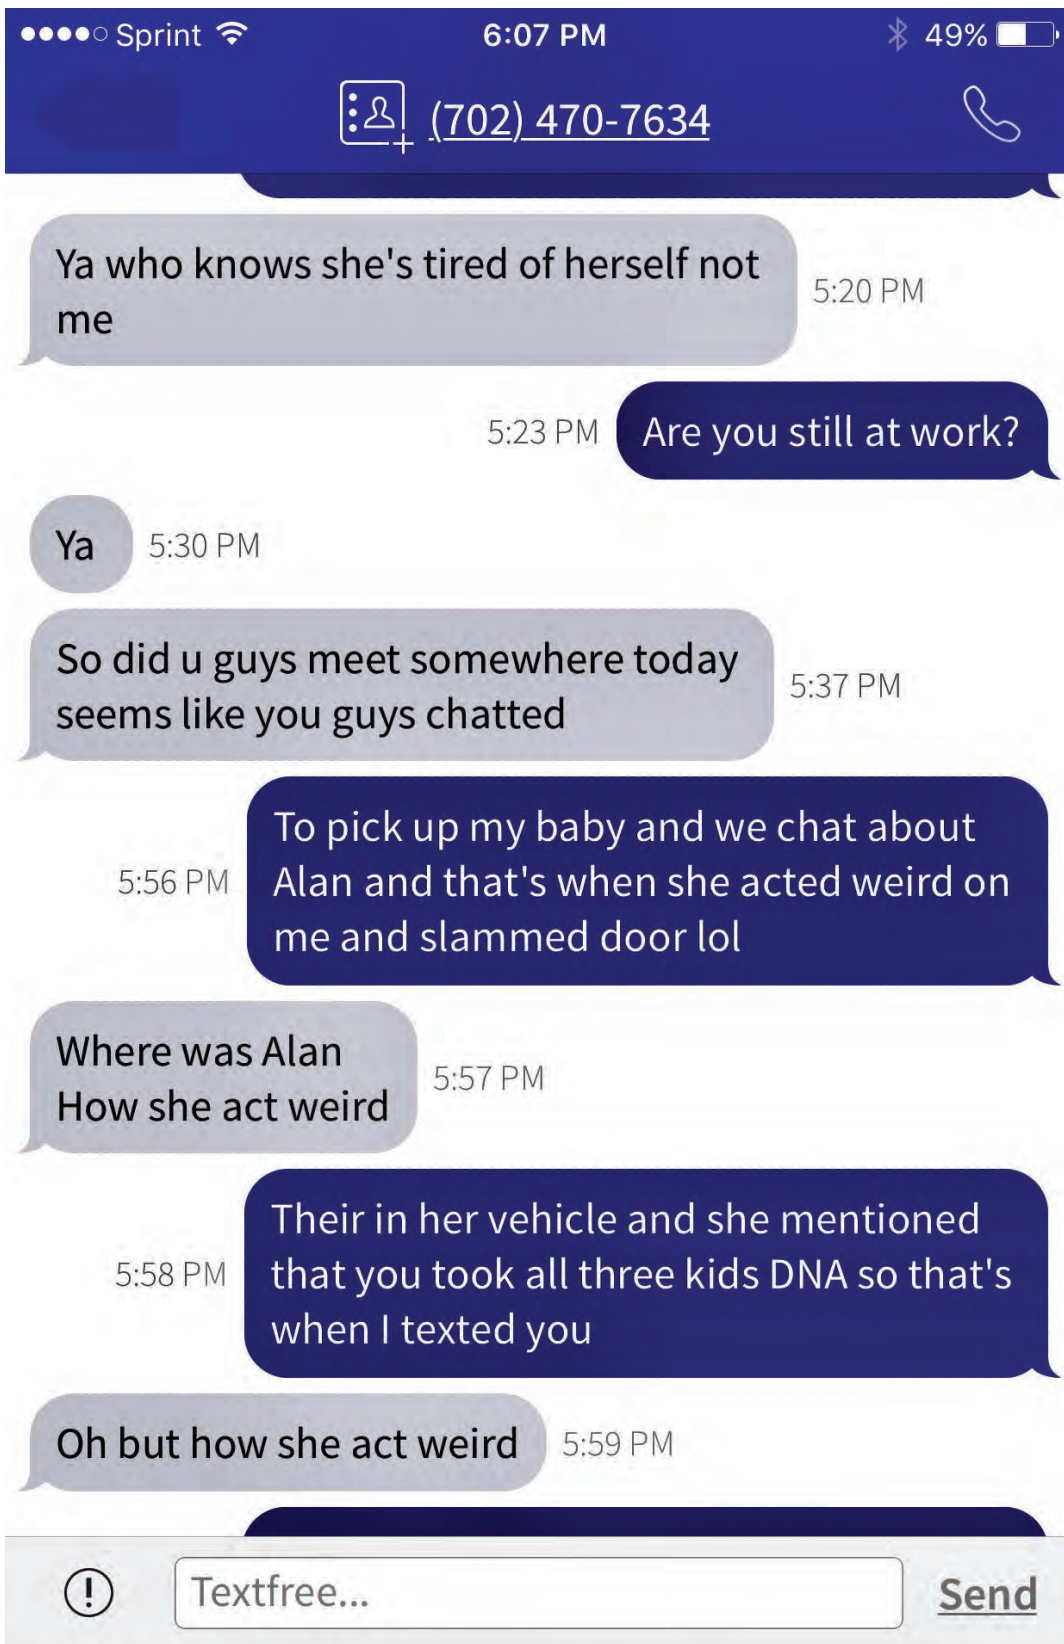 Sprint 6:07 PM 49%
(702) 470-7634
Ya who knows she's tired of herself not
me
5:20 PM
5:23 PM
Are you still at work?
Ya
5:30 PM
So did u guys meet somewhere today
seems like you guys chatted
5:37 PM
To pick up my baby and we chat about
5:56 PM
Alan and that's when she acted weird on
me and slammed door lol
Where was Alan
How she act weird
5:57 PM
Their in her vehicle and she mentioned
5:58 PM
that you took all three kids DNA so that's
when I texted you
Oh but how she act weird
5:59 PM
Textfree...
Send